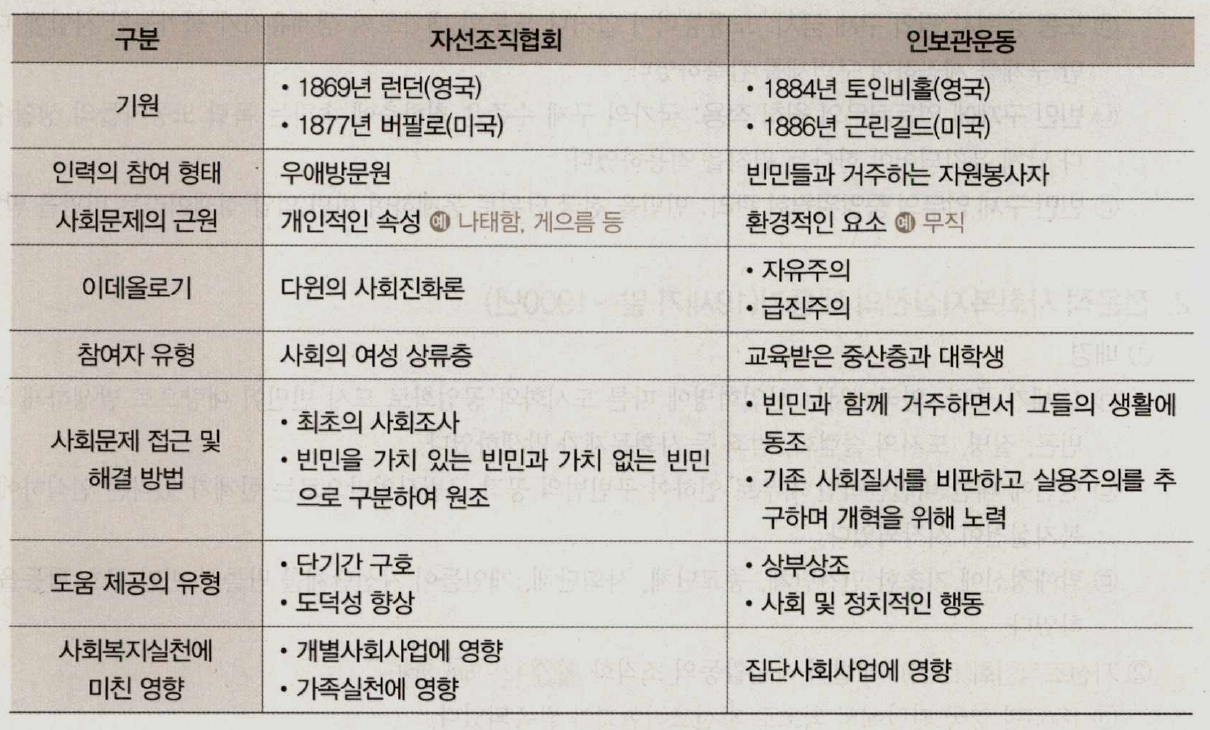 구분 자선조직협회 인보관운동
기원
• 1869년 런던(영국)
• 1877년 버팔로(미국)
• 1884년 토인비홀(영국)
• 1886년 근린길드(미국)
인력의 참여 형태 우애방문원 빈민들과 거주하는 자원봉사자
사회문제의 근원 개인적인 속성 예 나태함, 게으름 등 환경적인 요소 예 무직
이데올로기 다윈의 사회진화론
• 자유주의
• 급진주의
참여자 유형 사회의 여성 상류층 교육받은 중산층과 대학생
사회문제 접근 및
해결 방법
• 최초의 사회조사
• 빈민을 가치 있는 빈민과 가치 없는 빈민
으로 구분하여 원조
• 빈민과 함께 거주하면서 그들의 생활에
동조
• 기존 사회질서를 비판하고 실용주의를 추
구하며 개혁을 위해 노력
도움 제공의 유형
• 단기간 구호
• 도덕성 향상
• 상부상조
• 사회 및 정치적인 행동
사회복지실천에
미친 영향
• 개별사회사업에 영향
• 가족실천에 영향
집단사회사업에 영향